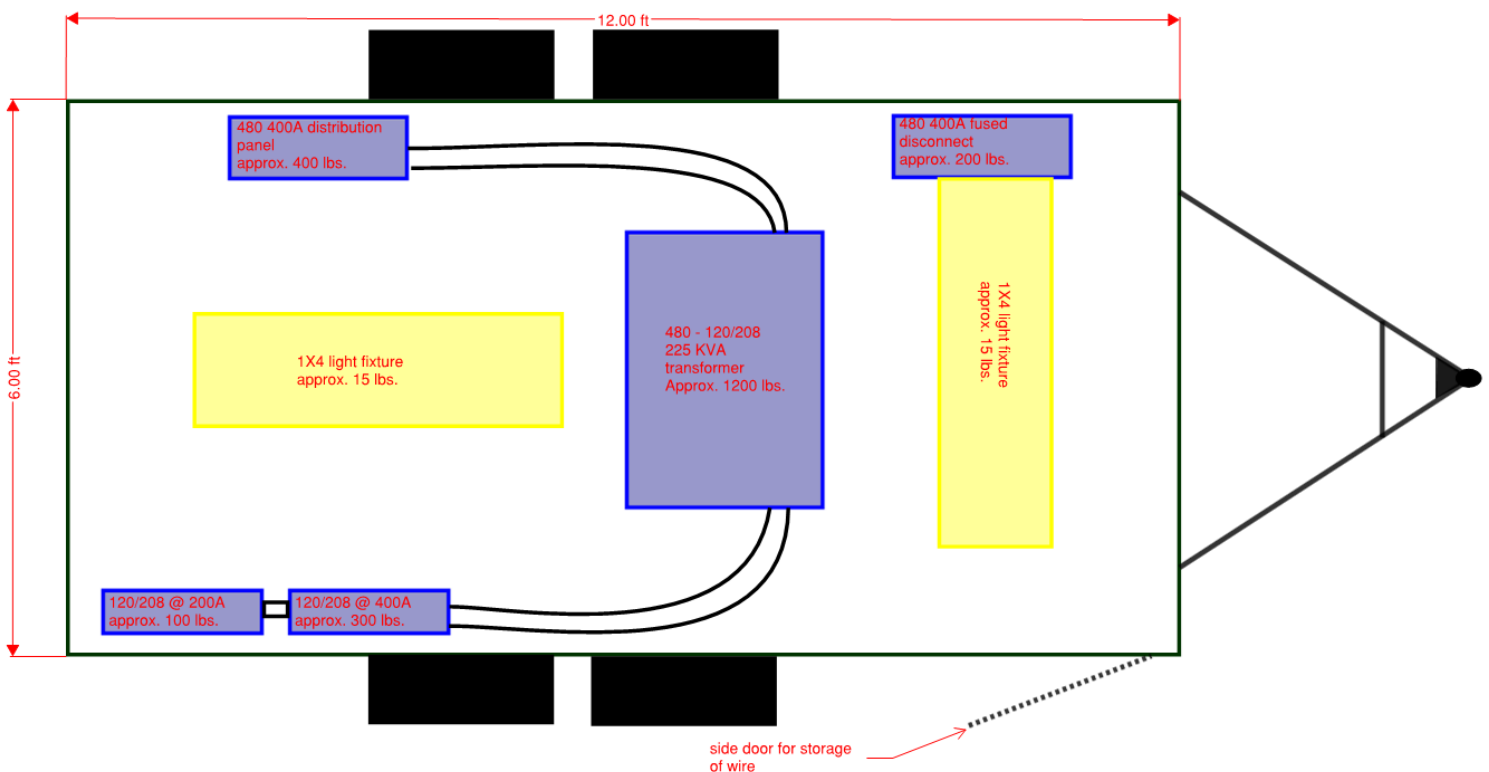 12.00 ft
480 400A distribution
panel
approx. 400 lbs.
480 400A fused
disconnect
approx. 200 lbs.
6.00 ft
1X4 light fixture
approx. 15 lbs.
480 - 120/208
225 KVA
transformer
Approx. 1200 lbs.
1X4 light fixture
approx. 15 lbs.
120/208 @ 200A
approx. 100 lbs.
120/208 @ 400A
approx. 300 lbs.
side door for storage
of wire